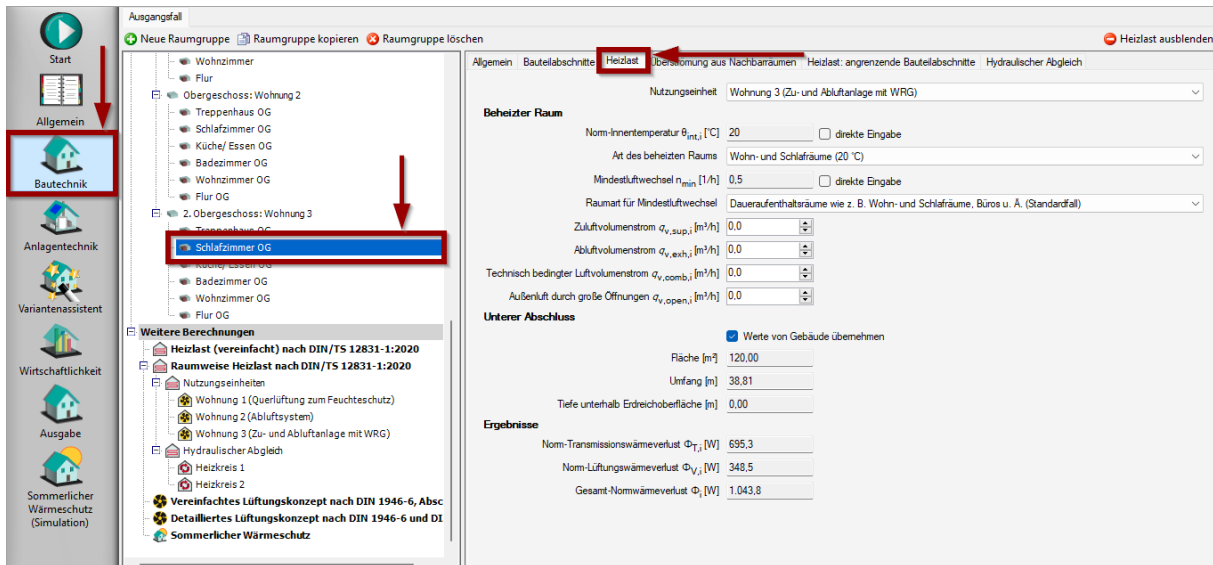 Ausgangsfall
Neue Raumgruppe Raumgruppe kopieren Raumgruppe löschen
Heizlast ausblenden
Start
Allgemein
Bautechnik
Anlagentechnik
Variantenassistent
Wirtschaftlichkeit
Ausgabe
Sommerlicher
Wärmeschutz
(Simulation)
Wohnzimmer
Flur
Obergeschoss: Wohnung 2
Treppenhaus OG
Schlafzimmer OG
Küche/ Essen OG
Badezimmer OG
Wohnzimmer OG
Flur OG
2. Obergeschoss: Wohnung 3
Treppenhaus OG
Schlafzimmer OG
Küche/ Essen OG
Badezimmer OG
Wohnzimmer OG
Flur OG
Weitere Berechnungen
Heizlast (vereinfacht) nach DIN/TS 12831-1:2020
Raumweise Heizlast nach DIN/TS 12831-1:2020
Nutzungseinheiten
Wohnung 1 (Querlüftung zum Feuchteschutz)
Wohnung 2 (Abluftsystem)
Wohnung 3 (Zu- und Abluftanlage mit WRG)
Hydraulischer Abgleich
Heizkreis 1
Heizkreis 2
Vereinfachtes Lüftungskonzept nach DIN 1946-6, Absc
Detailliertes Lüftungskonzept nach DIN 1946-6 und DI
Sommerlicher Wärmeschutz
Allgemein Bauteilabschnitte Heizlast Überströmung aus Nachbarräumen Heizlast: angrenzende Bauteilabschnitte Hydraulischer Abgleich
Nutzungseinheit Wohnung 3 (Zu- und Abluftanlage mit WRG)
Beheizter Raum
Norm-Innentemperatur θint,i [°C] 20 direkte Eingabe
Art des beheizten Raums Wohn- und Schlafräume (20 °C)
Mindestluftwechsel nmin [1/h] 0,5 direkte Eingabe
Raumart für Mindestluftwechsel Daueraufenthaltsräume wie z. B. Wohn- und Schlafräume, Büros u. Ä. (Standardfall)
Zuluftvolumenstrom qv,sup,i [m³/h] 0,0
Abluftvolumenstrom qv,exh,i [m³/h] 0,0
Technisch bedingter Luftvolumenstrom qv,comb,i [m³/h] 0,0
Außenluft durch große Öffnungen qv,open,i [m³/h] 0,0
Unterer Abschluss
Werte von Gebäude übernehmen
Fläche [m²] 120,00
Umfang [m] 38,81
Tiefe unterhalb Erdreichoberfläche [m] 0,00
Ergebnisse
Norm-Transmissionswärmeverlust ΦT,i [W] 695,3
Norm-Lüftungswärmeverlust ΦV,i [W] 348,5
Gesamt-Normwärmeverlust Φi [W] 1.043,8